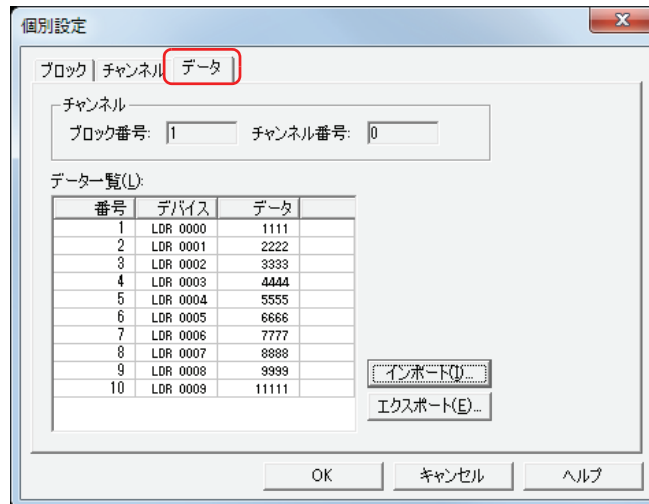 個別設定
ブロック チャンネル データ
チャンネル
ブロック番号: 1 チャンネル番号: 0
データ一覧(L):
番号 デバイス データ
1 LDR 0000 1111
2 LDR 0001 2222
3 LDR 0002 3333
4 LDR 0003 4444
5 LDR 0004 5555
6 LDR 0005 6666
7 LDR 0006 7777
8 LDR 0007 8888
9 LDR 0008 9999
10 LDR 0009 11111
インポート(I)...
エクスポート(E)...
OK キャンセル ヘルプ